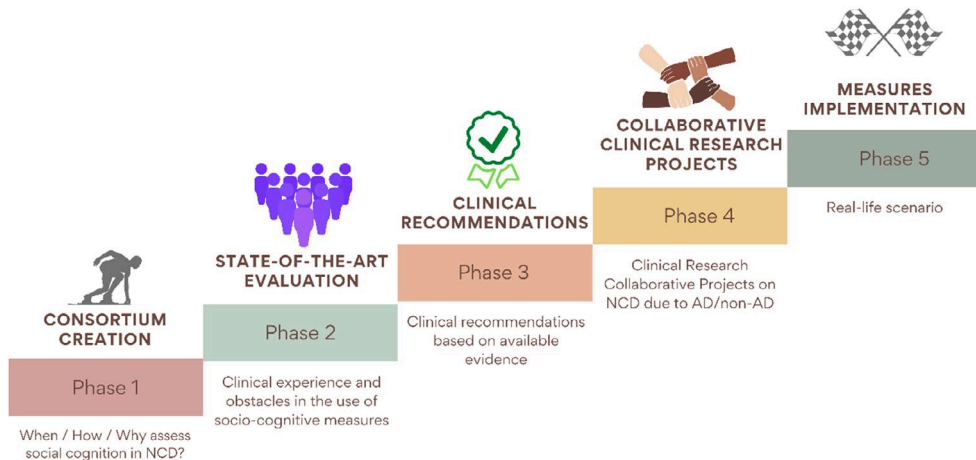 CONSORTIUM
CREATION
Phase 1
When / How / Why assess
social cognition in NCD?
STATE-OF-THE-ART
EVALUATION
Phase 2
Clinical experience and
obstacles in the use of
socio-cognitive measures
CLINICAL
RECOMMENDATIONS
Phase 3
Clinical recommendations
based on available
evidence
COLLABORATIVE
CLINICAL RESEARCH
PROJECTS
Phase 4
Clinical Research
Collaborative Projects on
NCD due to AD/non-AD
MEASURES
IMPLEMENTATION
Phase 5
Real-life scenario